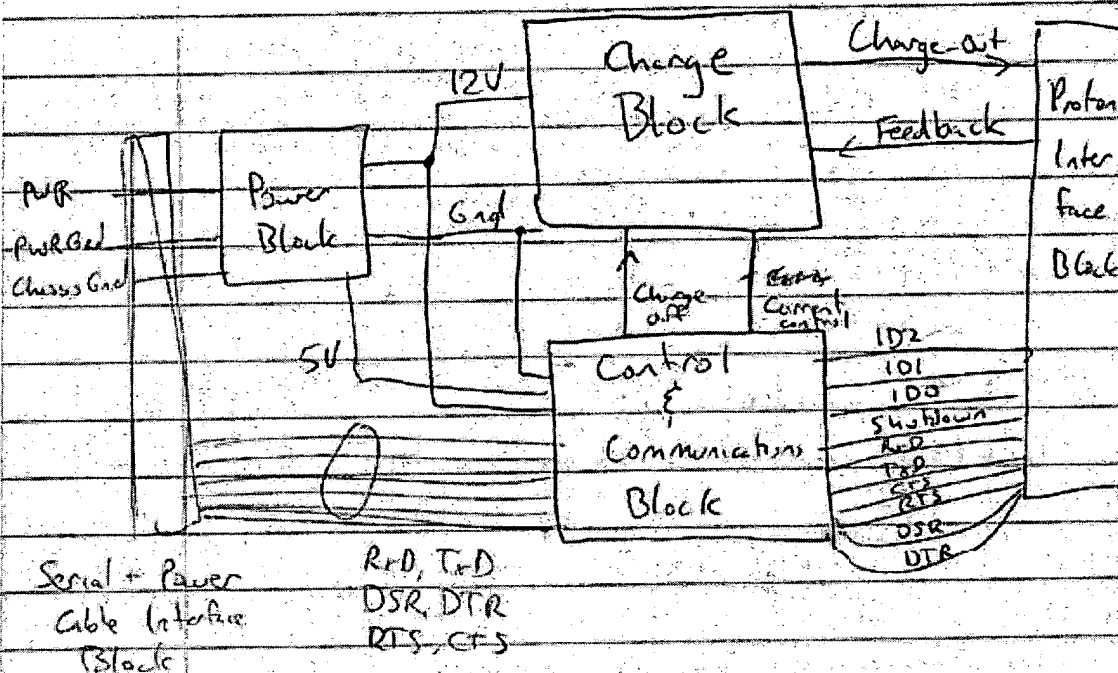 Charge
Block
Charge-out
Feedback
Proton
Inter
face
Block
12V
PWR
PWRGnd
Chassis Gnd
Power
Block
Gnd
5V
Charge
off
Current
control
Control
&
Communications
Block
ID2
ID1
ID0
Shutdown
RxD
TxD
CTS
RTS
DSR
DTR
Serial + Power
Cable Interface
Block
RxD, TxD
DSR, DTR
RTS, CTS